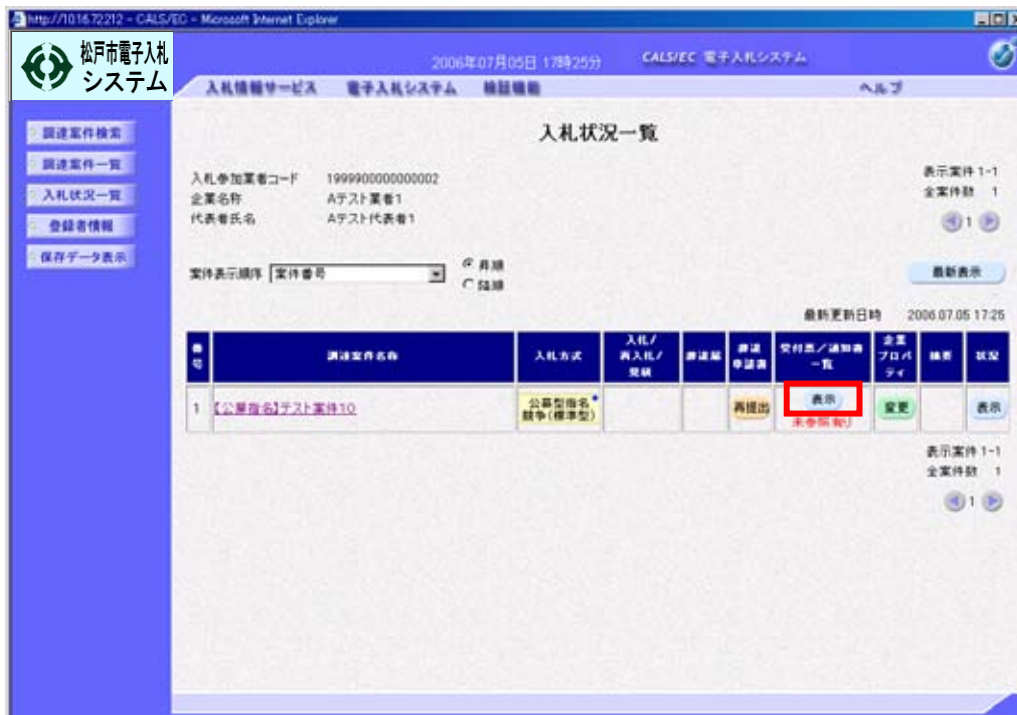 http://10.16.72.212 - CALS/EC - Microsoft Internet Explorer
松戸市電子入札
システム
2006年07月05日 17時25分
CALS/EC 電子入札システム
入札情報サービス 電子入札システム 検証機能 ヘルプ
調達案件検索
調達案件一覧
入札状況一覧
登録者情報
保存データ表示
入札状況一覧
入札参加業者コード 1999900000000002
企業名称 Aテスト業者1
代表者氏名 Aテスト代表者1
表示案件 1-1
全案件数 1
1
案件表示順序 案件番号
昇順
降順
最新表示
最新更新日時 2006.07.05 17:25
番号 調達案件名称 入札方式 入札/再入札/見積 辞退届 参加申請書 受付票/通知書一覧 企業プロパティ 摘要 状況
1 【公募指名】テスト案件10 公募型指名競争(標準型) 再提出 表示 未参照有り 変更 表示
表示案件 1-1
全案件数 1
1